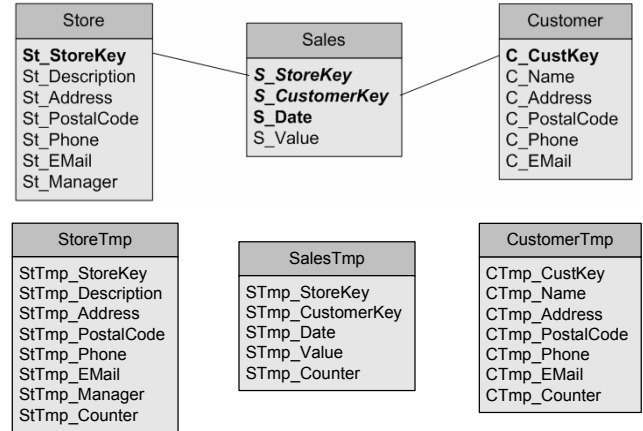 Store
St_StoreKey
St_Description
St_Address
St_PostalCode
St_Phone
St_EMail
St_Manager
Sales
S_StoreKey
S_CustomerKey
S_Date
S_Value
Customer
C_CustKey
C_Name
C_Address
C_PostalCode
C_Phone
C_EMail
StoreTmp
StTmp_StoreKey
StTmp_Description
StTmp_Address
StTmp_PostalCode
StTmp_Phone
StTmp_EMail
StTmp_Manager
StTmp_Counter
SalesTmp
STmp_StoreKey
STmp_CustomerKey
STmp_Date
STmp_Value
STmp_Counter
CustomerTmp
CTmp_CustKey
CTmp_Name
CTmp_Address
CTmp_PostalCode
CTmp_Phone
CTmp_EMail
CTmp_Counter